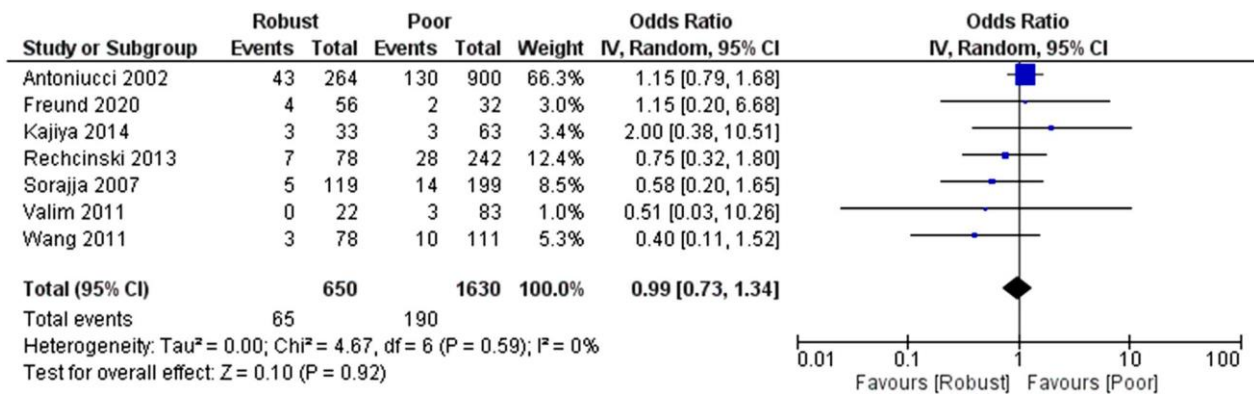 Robust Poor Odds Ratio Odds Ratio
Study or Subgroup Events Total Events Total Weight IV, Random, 95% CI IV, Random, 95% CI
Antoniucci 2002 43 264 130 900 66.3% 1.15 [0.79, 1.68]
Freund 2020 4 56 2 32 3.0% 1.15 [0.20, 6.68]
Kajiya 2014 3 33 3 63 3.4% 2.00 [0.38, 10.51]
Rechcinski 2013 7 78 28 242 12.4% 0.75 [0.32, 1.80]
Sorajja 2007 5 119 14 199 8.5% 0.58 [0.20, 1.65]
Valim 2011 0 22 3 83 1.0% 0.51 [0.03, 10.26]
Wang 2011 3 78 10 111 5.3% 0.40 [0.11, 1.52]
Total (95% CI) 650 1630 100.0% 0.99 [0.73, 1.34]
Total events 65 190
Heterogeneity: Tau² = 0.00; Chi² = 4.67, df = 6 (P = 0.59); I² = 0%
Test for overall effect: Z = 0.10 (P = 0.92)
0.01 0.1 1 10 100
Favours [Robust] Favours [Poor]